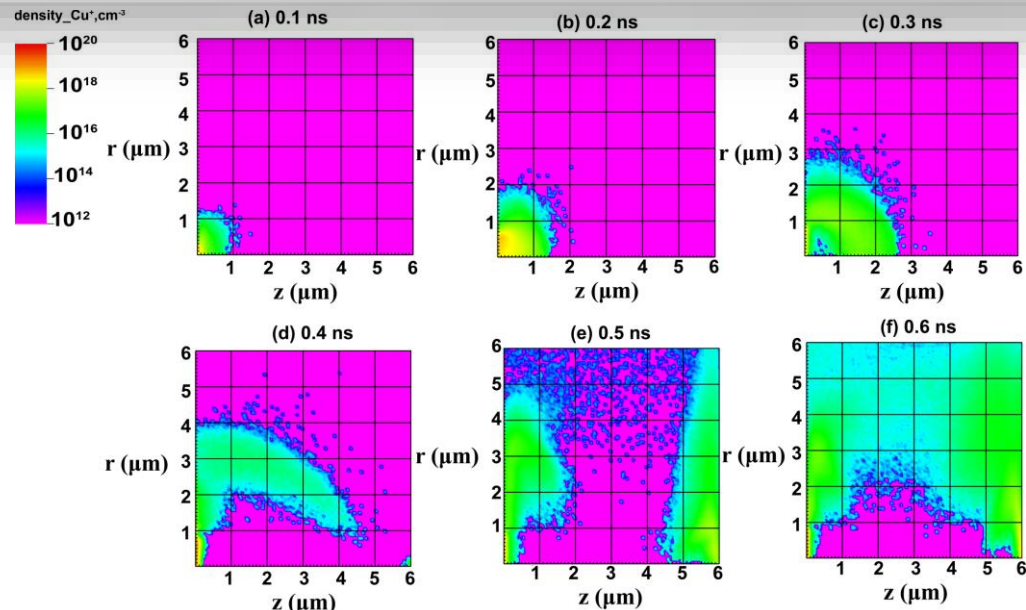 density_Cu⁺,cm⁻³
10²⁰
10¹⁸
10¹⁶
10¹⁴
10¹²
(a) 0.1 ns
6
5
4
3
2
1
r (μm)
1 2 3 4 5 6
z (μm)
(b) 0.2 ns
6
5
4
3
2
1
r (μm)
1 2 3 4 5 6
z (μm)
(c) 0.3 ns
6
5
4
3
2
1
r (μm)
1 2 3 4 5 6
z (μm)
(d) 0.4 ns
6
5
4
3
2
1
r (μm)
1 2 3 4 5 6
z (μm)
(e) 0.5 ns
6
5
4
3
2
1
r (μm)
1 2 3 4 5 6
z (μm)
(f) 0.6 ns
6
5
4
3
2
1
r (μm)
1 2 3 4 5 6
z (μm)